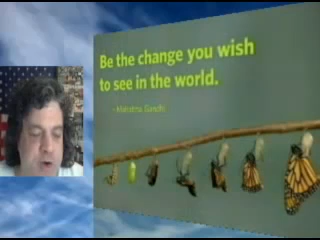 Be the change you wish
to see in the world.
- Mahatma Gandhi